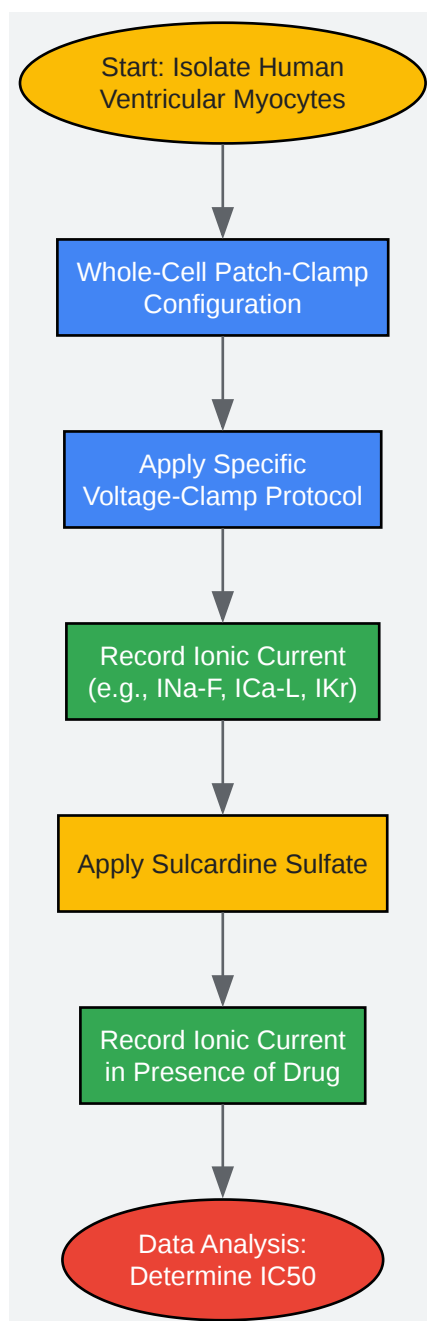 Start: Isolate Human
Ventricular Myocytes
Whole-Cell Patch-Clamp
Configuration
Apply Specific
Voltage-Clamp Protocol
Record Ionic Current
(e.g., INa-F, ICa-L, IKr)
Apply Sulcardine Sulfate
Record Ionic Current
in Presence of Drug
Data Analysis:
Determine IC50